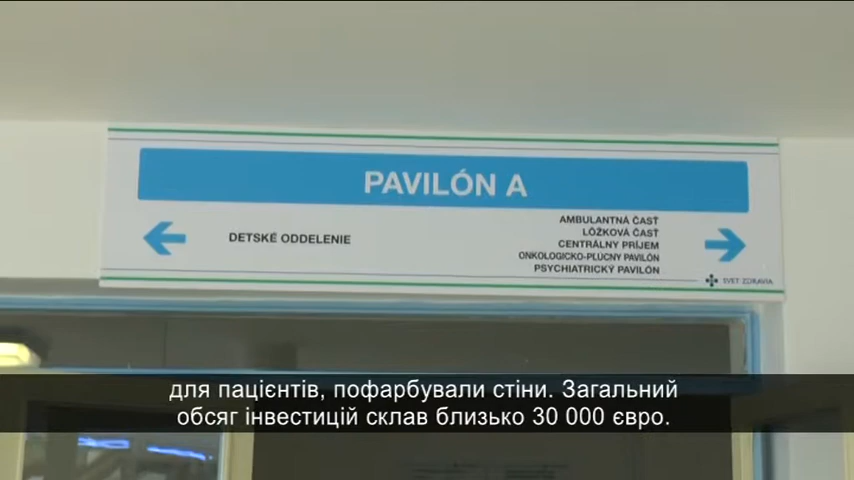 PAVILÓN A
DETSKÉ ODDELENIE
AMBULANTNÁ ČASŤ
LÔŽKOVÁ ČASŤ
CENTRÁLNY PRÍJEM
ONKOLOGICKO-PĽÚCNY PAVILÓN
PSYCHIATRICKÝ PAVILÓN
SVET ZDRAVIA
для пацієнтів, пофарбували стіни. Загальний
обсяг інвестицій склав близько 30 000 євро.